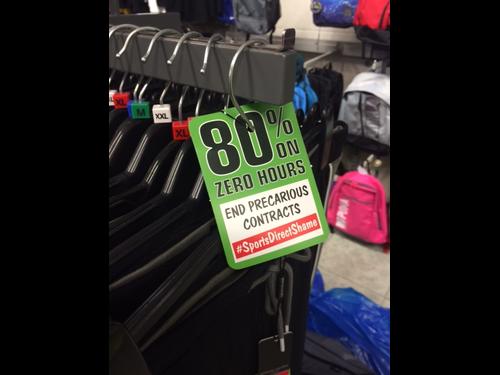 XL
M
XXL
XL
80% ON
ZERO HOURS
END PRECARIOUS
CONTRACTS
#SportsDirectShame